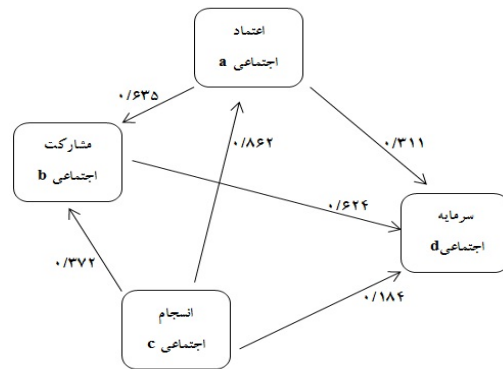 اعتماد
اجتماعی a
۰/۶۳۵
۰/۸۶۲
۰/۳۱۱
مشارکت
اجتماعی b
۰/۶۲۴
سرمایه
اجتماعیd
۰/۳۷۲
۰/۱۸۴
انسجام
اجتماعی c